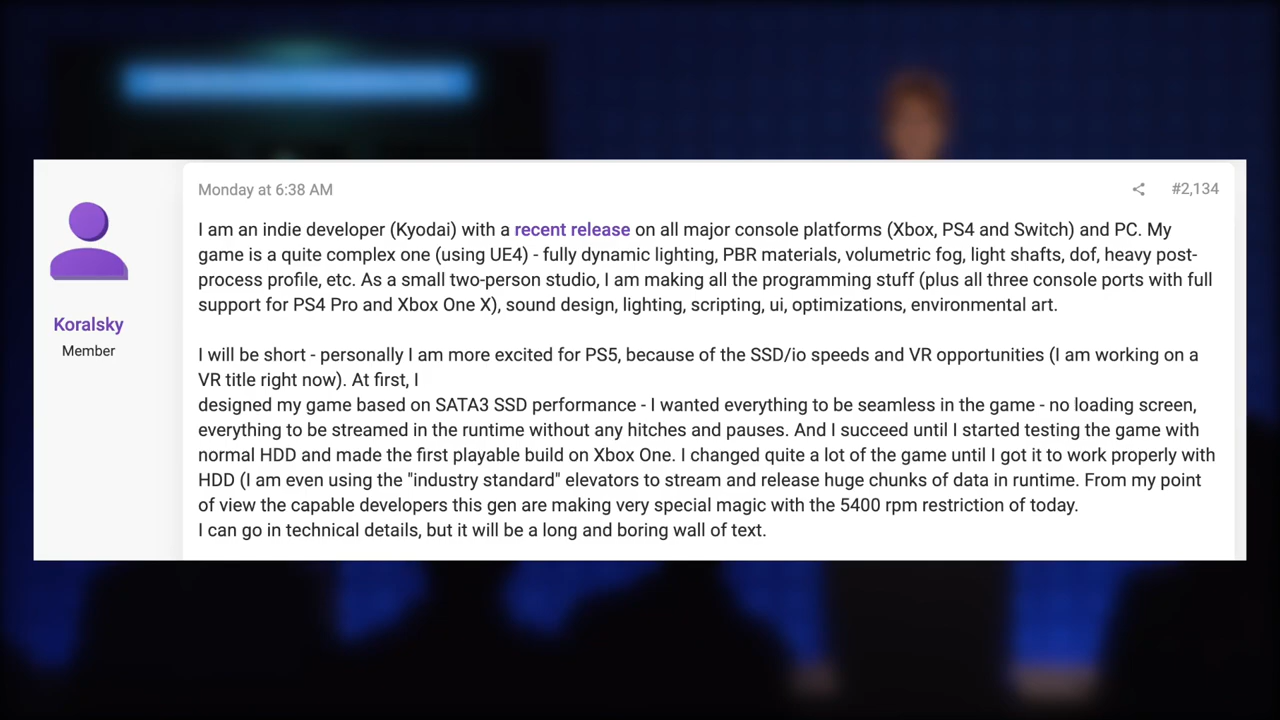 Monday at 6:38 AM
#2,134
I am an indie developer (Kyodai) with a recent release on all major console platforms (Xbox, PS4 and Switch) and PC. My
game is a quite complex one (using UE4) - fully dynamic lighting, PBR materials, volumetric fog, light shafts, dof, heavy post-
process profile, etc. As a small two-person studio, I am making all the programming stuff (plus all three console ports with full
support for PS4 Pro and Xbox One X), sound design, lighting, scripting, ui, optimizations, environmental art.
Koralsky
Member
I will be short - personally I am more excited for PS5, because of the SSD/io speeds and VR opportunities (I am working on a
VR title right now). At first, I
designed my game based on SATA3 SSD performance - I wanted everything to be seamless in the game - no loading screen,
everything to be streamed in the runtime without any hitches and pauses. And I succeed until I started testing the game with
normal HDD and made the first playable build on Xbox One. I changed quite a lot of the game until I got it to work properly with
HDD (I am even using the "industry standard" elevators to stream and release huge chunks of data in runtime. From my point
of view the capable developers this gen are making very special magic with the 5400 rpm restriction of today.
I can go in technical details, but it will be a long and boring wall of text.